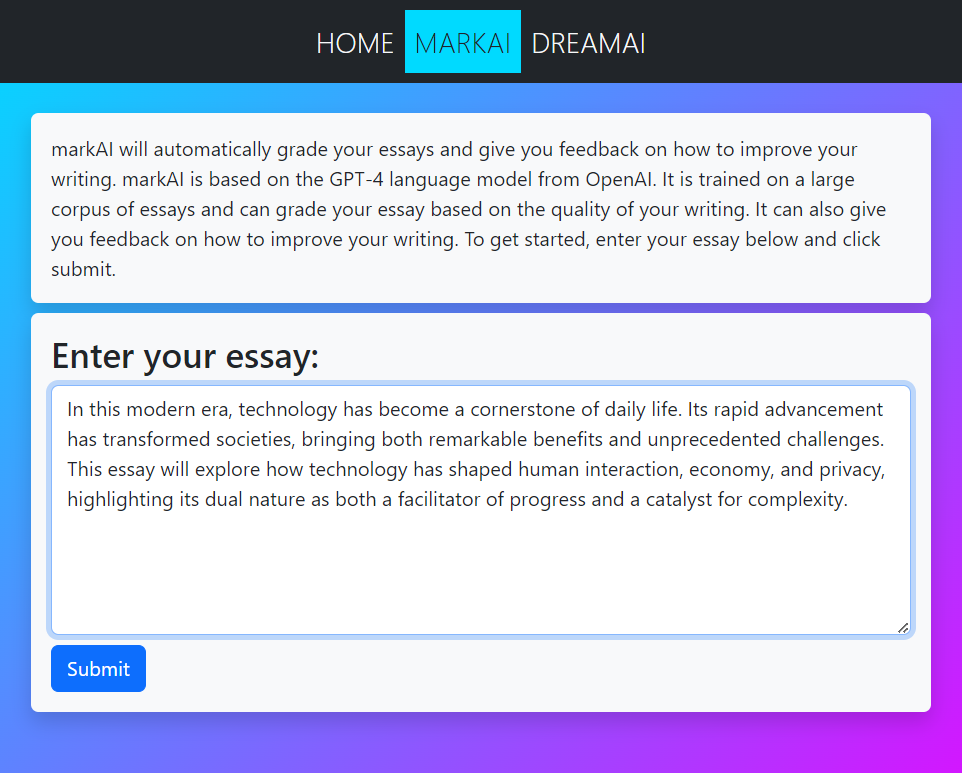 HOME MARKAI DREAMAI
markAI will automatically grade your essays and give you feedback on how to improve your
writing. markAI is based on the GPT-4 language model from OpenAI. It is trained on a large
corpus of essays and can grade your essay based on the quality of your writing. It can also give
you feedback on how to improve your writing. To get started, enter your essay below and click
submit.
Enter your essay:
In this modern era, technology has become a cornerstone of daily life. Its rapid advancement
has transformed societies, bringing both remarkable benefits and unprecedented challenges.
This essay will explore how technology has shaped human interaction, economy, and privacy,
highlighting its dual nature as both a facilitator of progress and a catalyst for complexity.
Submit